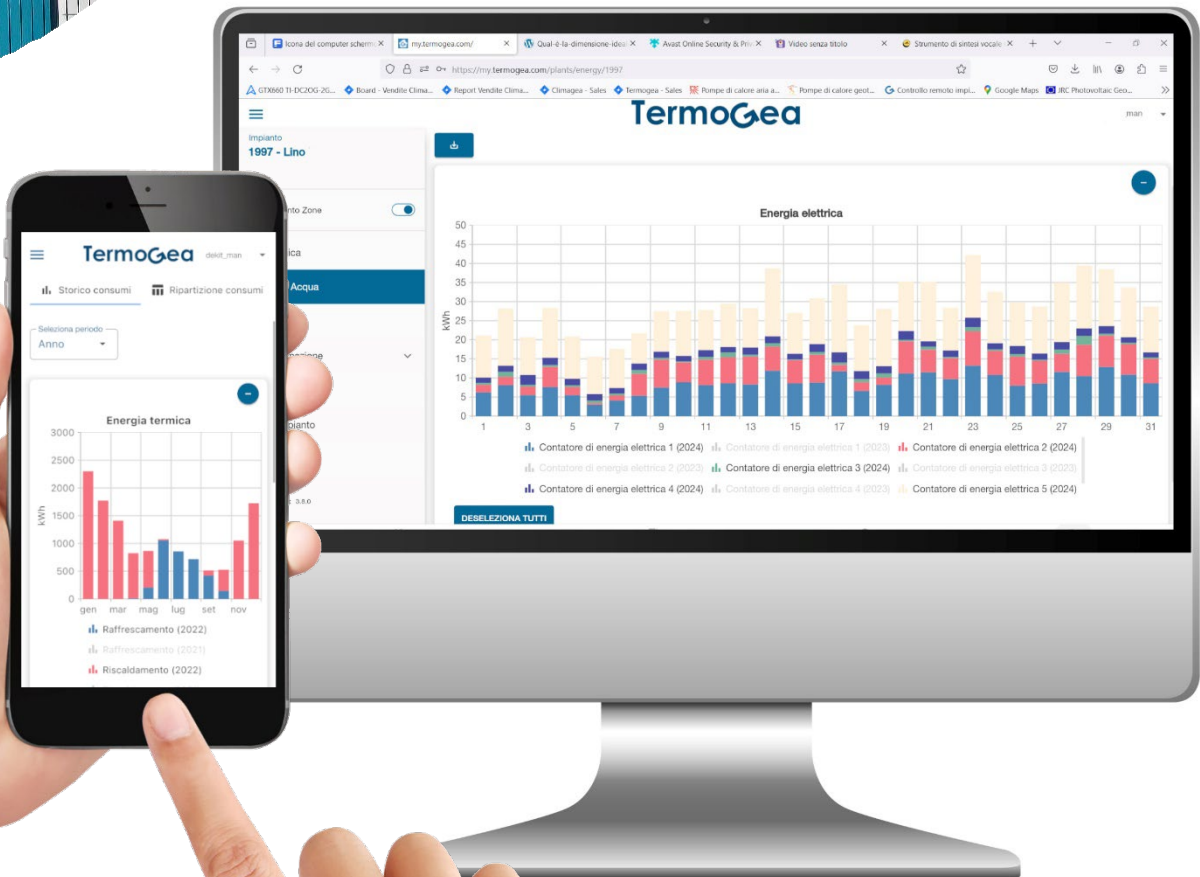 Icona del computer scherm
my.termogea.com/
Qual-è-la-dimensione-idea
Avast Online Security & Priv
Video senza titolo
Strumento di sintesi vocale
https://my.termogea.com/plants/energy/1997
GTX660 TI-DC2OG-2G...
Board - Vendite Clima...
Report Vendite Clima...
Climagea - Sales
Termogea - Sales
Pompe di calore aria a...
Pompe di calore geot...
Controllo remoto impi...
Google Maps
JRC Photovoltaic Geo...
TermoGea
man
Impianto
1997 - Lino
nto Zone
ica
Acqua
azione
pianto
3.8.0
Energia elettrica
kWh
50
45
40
35
30
25
20
15
10
5
0
1 3 5 7 9 11 13 15 17 19 21 23 25 27 29 31
Contatore di energia elettrica 1 (2024) Contatore di energia elettrica 1 (2023) Contatore di energia elettrica 2 (2024)
Contatore di energia elettrica 2 (2023) Contatore di energia elettrica 3 (2024) Contatore di energia elettrica 3 (2023)
Contatore di energia elettrica 4 (2024) Contatore di energia elettrica 4 (2023) Contatore di energia elettrica 5 (2024)
DESELEZIONA TUTTI
TermoGea
dekit_man
Storico consumi
Ripartizione consumi
Seleziona periodo
Anno
Energia termica
kWh
3000
2500
2000
1500
1000
500
0
gen mar mag lug set nov
Raffrescamento (2022)
Raffrescamento (2021)
Riscaldamento (2022)